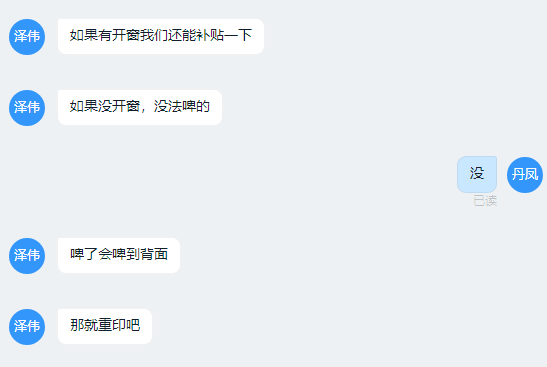 泽伟
如果有开窗我们还能补贴一下
泽伟
如果没开窗，没法啤的
没
丹凤
已读
泽伟
啤了会啤到背面
泽伟
那就重印吧